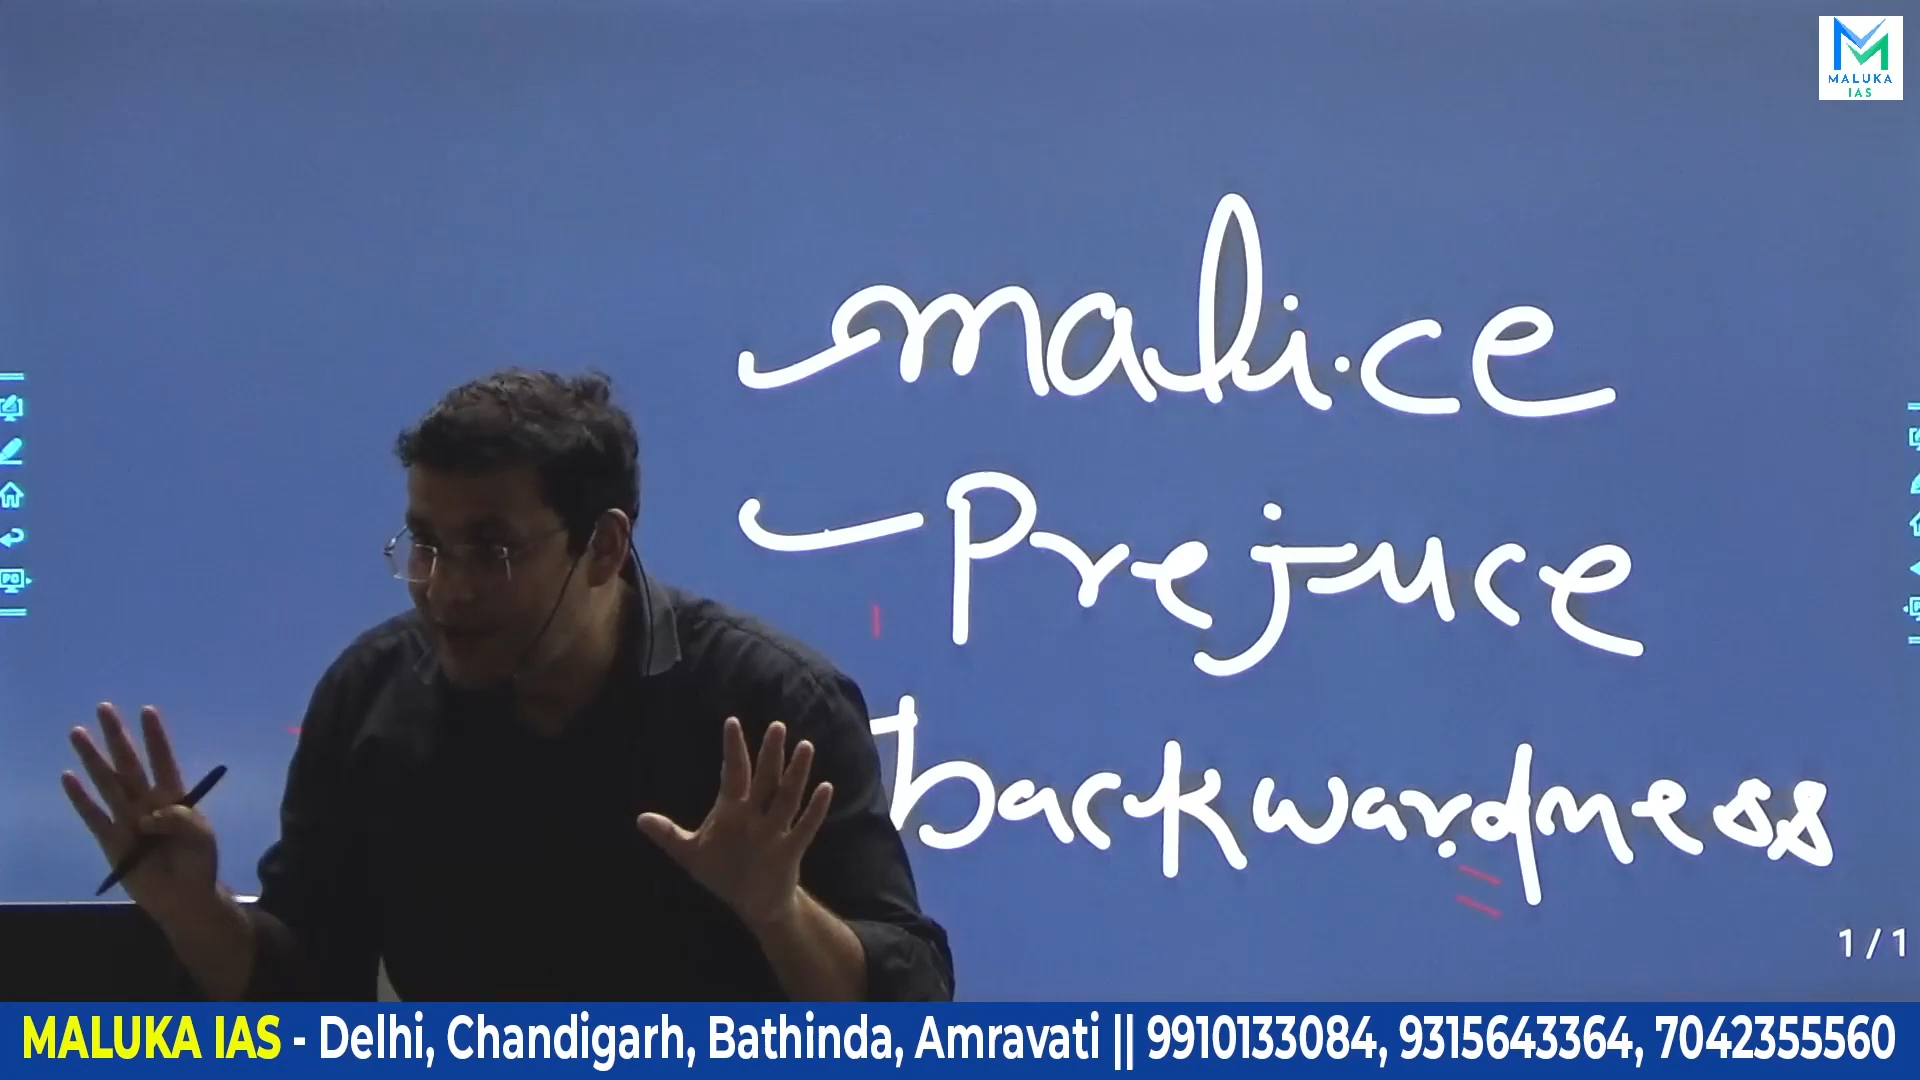 MALUKA
IAS
malice
Prejuce
backwardness
1 / 1
MALUKA IAS - Delhi, Chandigarh, Bathinda, Amravati || 9910133084, 9315643364, 7042355560